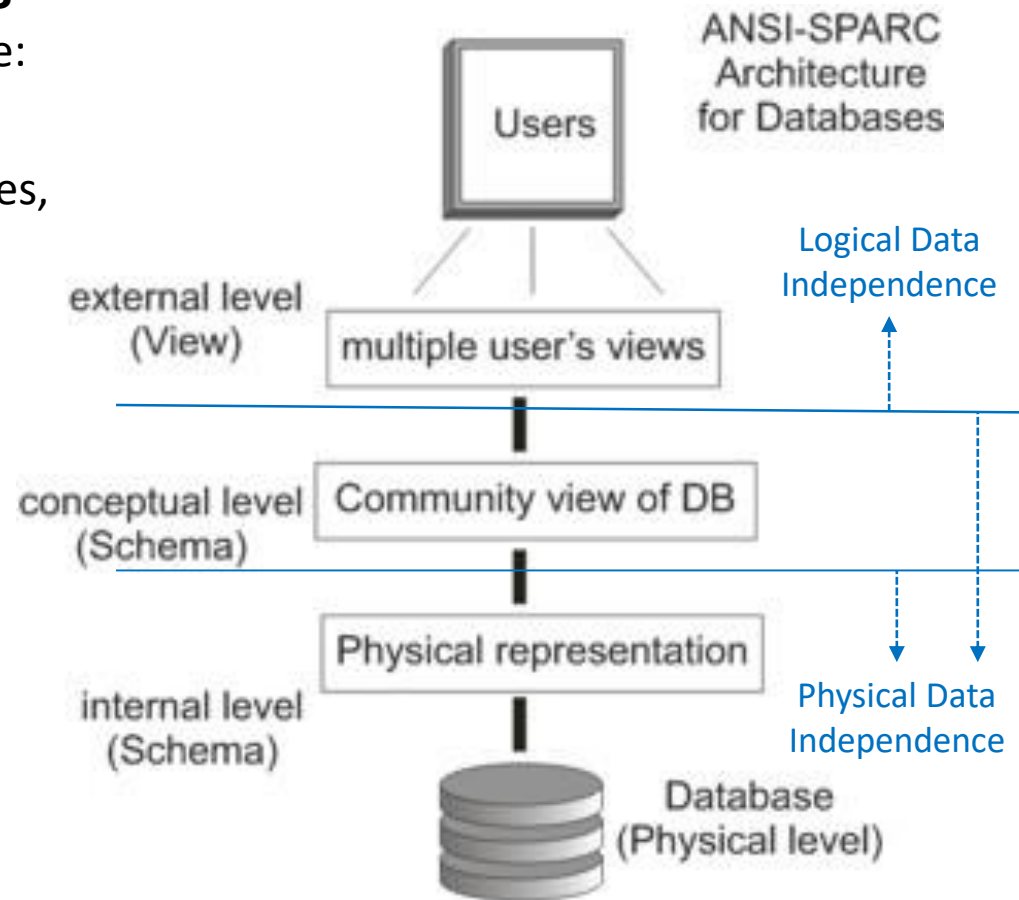 e:
es,
ANSI-SPARC
Architecture
for Databases
Users
Logical Data
Independence
external level
(View)
multiple user's views
conceptual level
(Schema)
Community view of DB
Physical representation
internal level
(Schema)
Physical Data
Independence
Database
(Physical level)